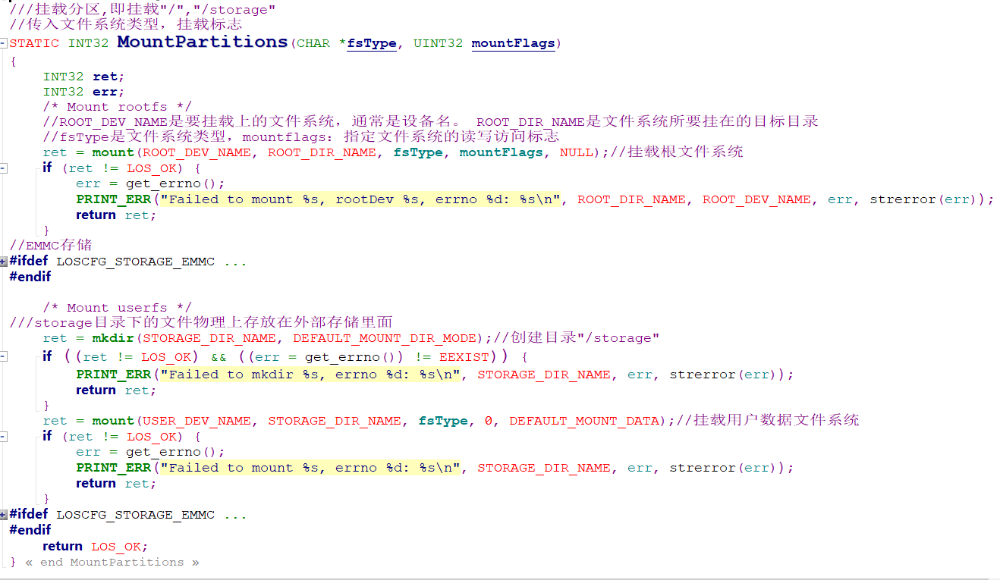 ///挂载分区,即挂载"/","/storage"
//传入文件系统类型，挂载标志
STATIC INT32 MountPartitions(CHAR *fsType, UINT32 mountFlags)
{
    INT32 ret;
    INT32 err;
    /* Mount rootfs */
    //ROOT_DEV_NAME是要挂载上的文件系统，通常是设备名。 ROOT_DIR_NAME是文件系统所要挂在的目标目录
    //fsType是文件系统类型，mountflags：指定文件系统的读写访问标志
    ret = mount(ROOT_DEV_NAME, ROOT_DIR_NAME, fsType, mountFlags, NULL);//挂载根文件系统
    if (ret != LOS_OK) {
        err = get_errno();
        PRINT_ERR("Failed to mount %s, rootDev %s, errno %d: %s\n", ROOT_DIR_NAME, ROOT_DEV_NAME, err, strerror(err));
        return ret;
    }
//EMMC存储
#ifdef LOSCFG_STORAGE_EMMC ...
#endif
    /* Mount userfs */
///storage目录下的文件物理上存放在外部存储里面
    ret = mkdir(STORAGE_DIR_NAME, DEFAULT_MOUNT_DIR_MODE);//创建目录"/storage"
    if ((ret != LOS_OK) && ((err = get_errno()) != EEXIST)) {
        PRINT_ERR("Failed to mkdir %s, errno %d: %s\n", STORAGE_DIR_NAME, err, strerror(err));
        return ret;
    }
    ret = mount(USER_DEV_NAME, STORAGE_DIR_NAME, fsType, 0, DEFAULT_MOUNT_DATA);//挂载用户数据文件系统
    if (ret != LOS_OK) {
        err = get_errno();
        PRINT_ERR("Failed to mount %s, errno %d: %s\n", STORAGE_DIR_NAME, err, strerror(err));
        return ret;
    }
#ifdef LOSCFG_STORAGE_EMMC ...
#endif
    return LOS_OK;
} « end MountPartitions »